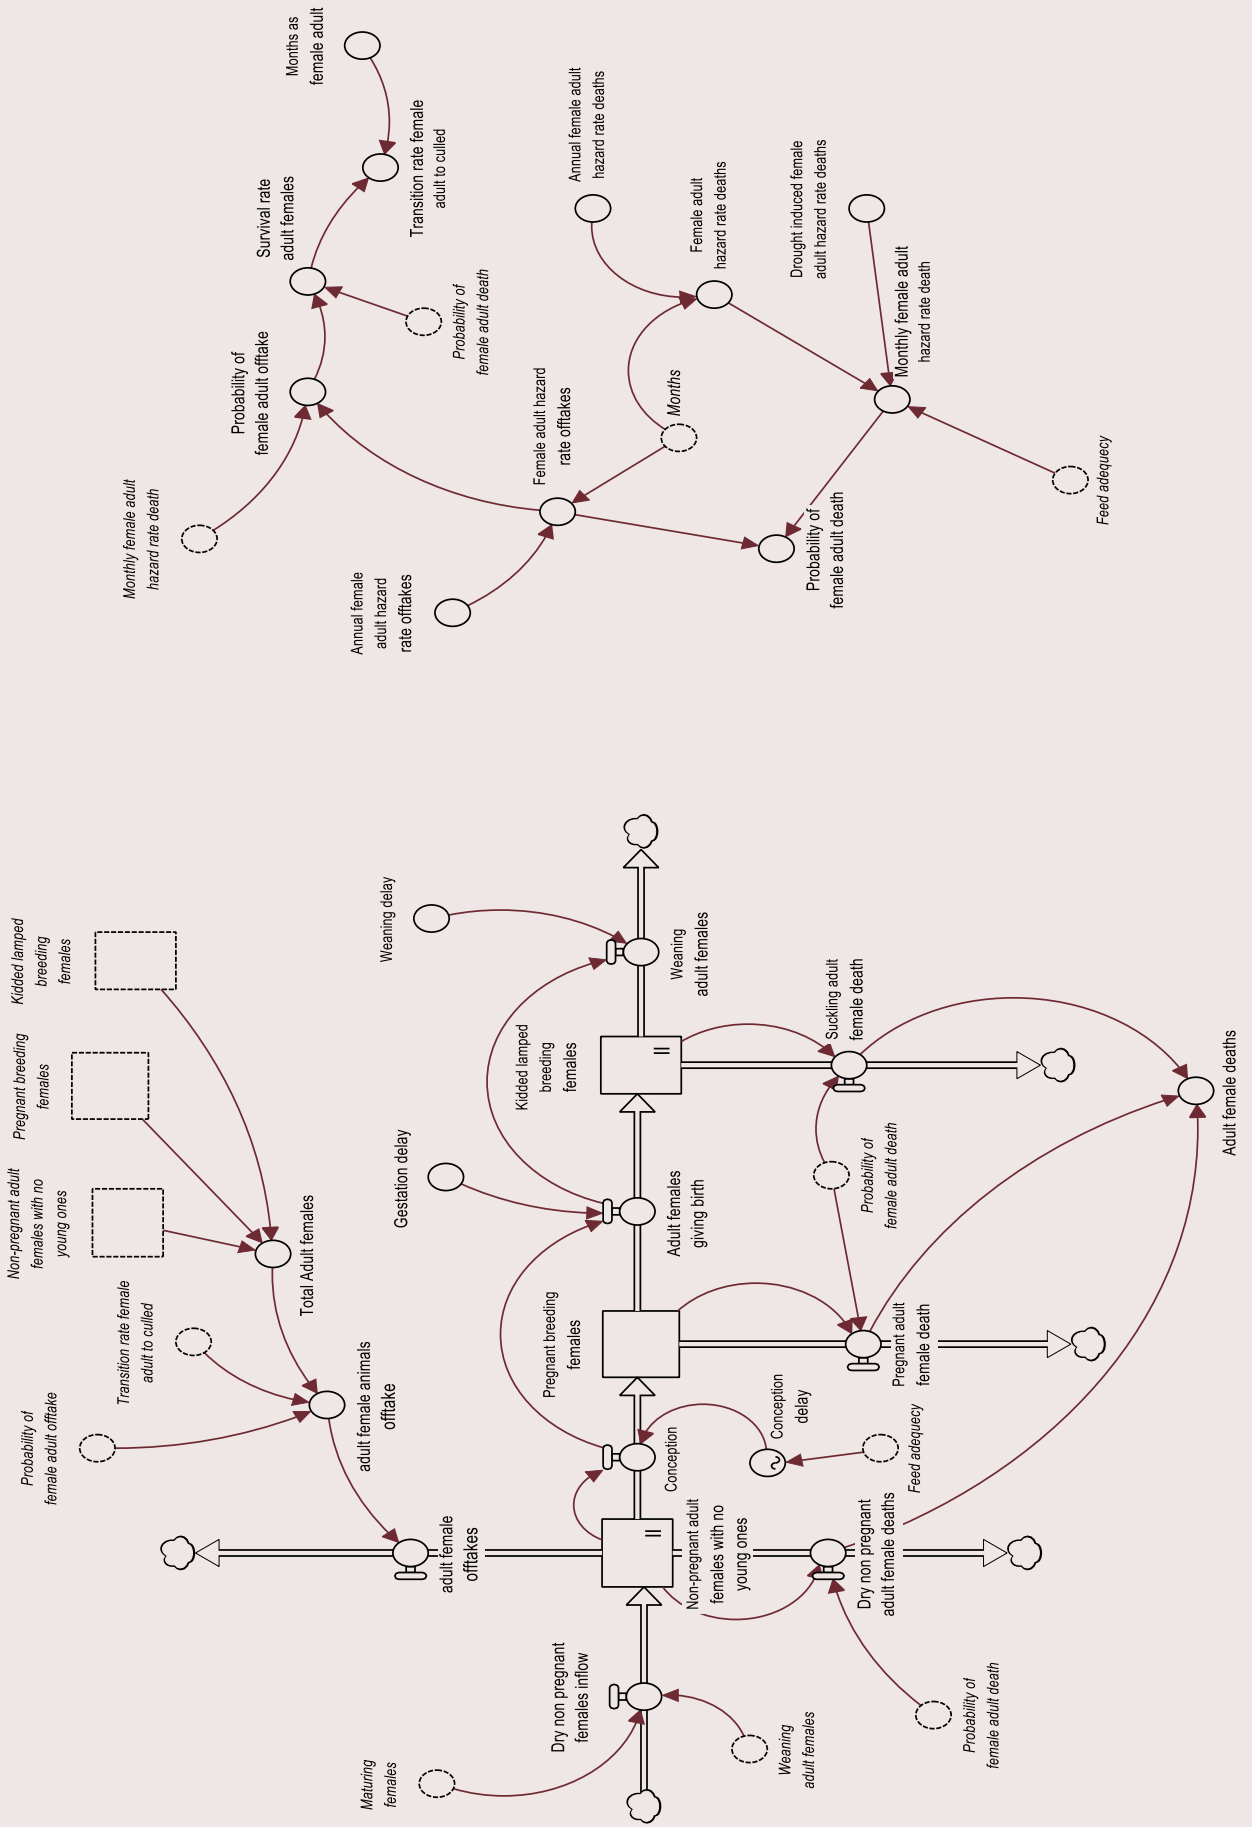 Kidded lamped
breeding
females
Pregnant breeding
females
Non-pregnant adult
females with no
young ones
Transition rate female
adult to culled
Probability of
female adult offtake
Total Adult females
adult female animals
offtake
adult female
offtakes
Maturing
females
Dry non pregnant
females inflow
Weaning
adult females
Non-pregnant adult
females with no
young ones
Conception
Pregnant breeding
females
Gestation delay
Adult females
giving birth
Kidded lamped
breeding
females
Weaning delay
Weaning
adult females
Conception
delay
Feed adequecy
Dry non pregnant
adult female deaths
Probability of
female adult death
Pregnant adult
female death
Probability of
female adult death
Suckling adult
female death
Adult female deaths
Monthly female adult
hazard rate death
Probability of
female adult offtake
Survival rate
adult females
Months as
female adult
Transition rate female
adult to culled
Probability of
female adult death
Annual female
adult hazard
rate offtakes
Female adult hazard
rate offtakes
Months
Annual female adult
hazard rate deaths
Female adult
hazard rate deaths
Drought induced female
adult hazard rate deaths
Monthly female adult
hazard rate death
Probability of
female adult death
Feed adequecy